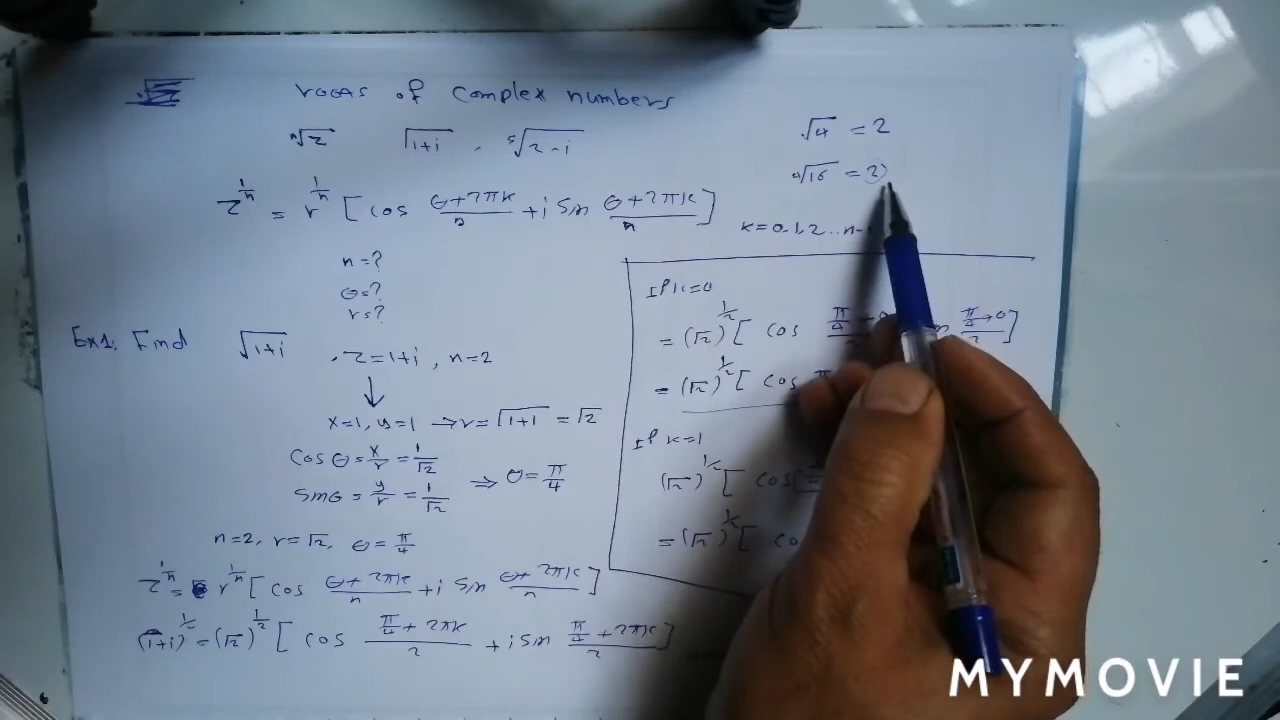 roots of complex numbers
ⁿ√z √1+i , ⁵√2-i
√4 = 2
⁴√16 = 2
z^(1/n) = r^(1/n) [cos (θ+2πk)/n + i sin (θ+2πk)/n]
k=0,1,2...n-
n=?
θ=?
r=?
Ex1: Find √1+i
z=1+i, n=2
x=1, y=1 → r=√1+1 = √2
cos θ = x/r = 1/√2
sin θ = y/r = 1/√2
⇒ θ = π/4
n=2, r=√2, θ=π/4
z^(1/n) = r^(1/n) [cos (θ+2πk)/n + i sin (θ+2πk)/n]
(1+i)^(1/2) = (√2)^(1/2) [cos (π/4+2πk)/2 + i sin (π/4+2πk)/2]
If k=0
= (√2)^(1/2) [cos π/4
= (√2)^(1/2) [cos
If k=1
(√2)^(1/2) [cos
= (√2)^(1/2) [co
MYMOVIE